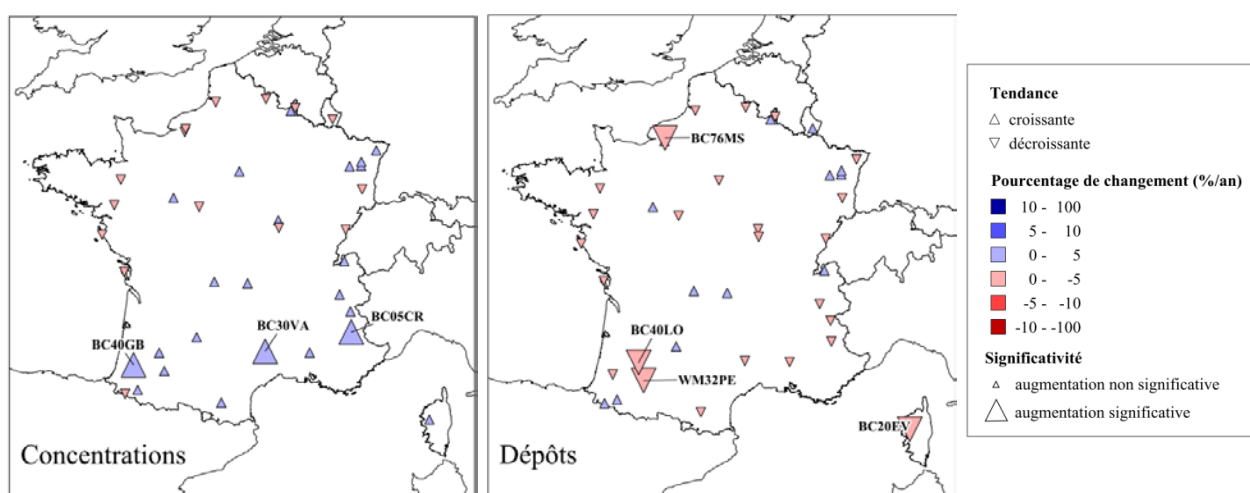 BC40GB
BC30VA
BC05CR
Concentrations
BC76MS
BC40LO
WM32PE
BC20EV
Dépôts
Tendance
croissante
décroissante
Pourcentage de changement (%/an)
10 - 100
5 - 10
0 - 5
0 - -5
-5 - -10
-10 - -100
Significativité
augmentation non significative
augmentation significative